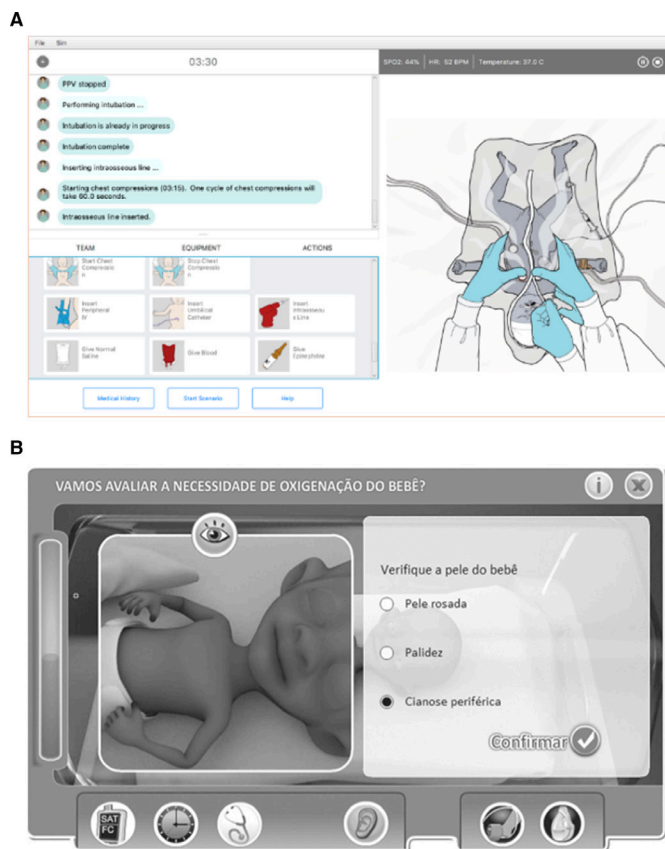 A
File Sim
03:30
SPO2: 44% HR: 52 BPM Temperature: 37.0 C
PPV stopped
Performing intubation ...
Intubation is already in progress
Intubation complete
Inserting intraosseous line ...
Starting chest compressions (03:15). One cycle of chest compressions will
take 60.0 seconds.
Intraosseous line inserted.
TEAM EQUIPMENT ACTIONS
Start Chest
Compressio
n
Stop Chest
Compressio
n
Insert
Peripheral
IV
Insert
Umbilical
Catheter
Insert
Intraosseou
s Line
Give Normal
Saline
Give Blood
Give
Epinephrine
Medical History
Start Scenario
Help
B
VAMOS AVALIAR A NECESSIDADE DE OXIGENAÇÃO DO BEBÊ?
i
Verifique a pele do bebê
Pele rosada
Palidez
Cianose periférica
Confirmar
SAT
FC